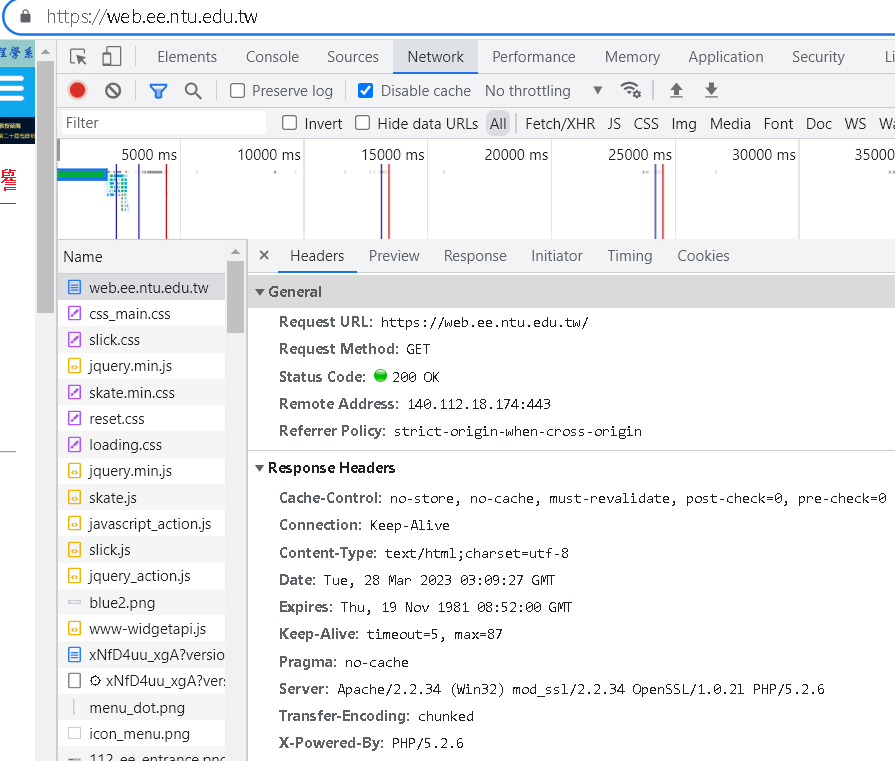 https://web.ee.ntu.edu.tw
程學系
Elements Console Sources Network Performance Memory Application Security Li
Preserve log Disable cache No throttling
Filter Invert Hide data URLs All Fetch/XHR JS CSS Img Media Font Doc WS Wa
5000 ms 10000 ms 15000 ms 20000 ms 25000 ms 30000 ms 35000
Name
web.ee.ntu.edu.tw
css_main.css
slick.css
jquery.min.js
skate.min.css
reset.css
loading.css
jquery.min.js
skate.js
javascript_action.js
slick.js
jquery_action.js
blue2.png
www-widgetapi.js
xNfD4uu_xgA?versio
xNfD4uu_xgA?vers
menu_dot.png
icon_menu.png
112_ee_entrance.png
Headers Preview Response Initiator Timing Cookies
General
Request URL: https://web.ee.ntu.edu.tw/
Request Method: GET
Status Code: 200 OK
Remote Address: 140.112.18.174:443
Referrer Policy: strict-origin-when-cross-origin
Response Headers
Cache-Control: no-store, no-cache, must-revalidate, post-check=0, pre-check=0
Connection: Keep-Alive
Content-Type: text/html;charset=utf-8
Date: Tue, 28 Mar 2023 03:09:27 GMT
Expires: Thu, 19 Nov 1981 08:52:00 GMT
Keep-Alive: timeout=5, max=87
Pragma: no-cache
Server: Apache/2.2.34 (Win32) mod_ssl/2.2.34 OpenSSL/1.0.2l PHP/5.2.6
Transfer-Encoding: chunked
X-Powered-By: PHP/5.2.6